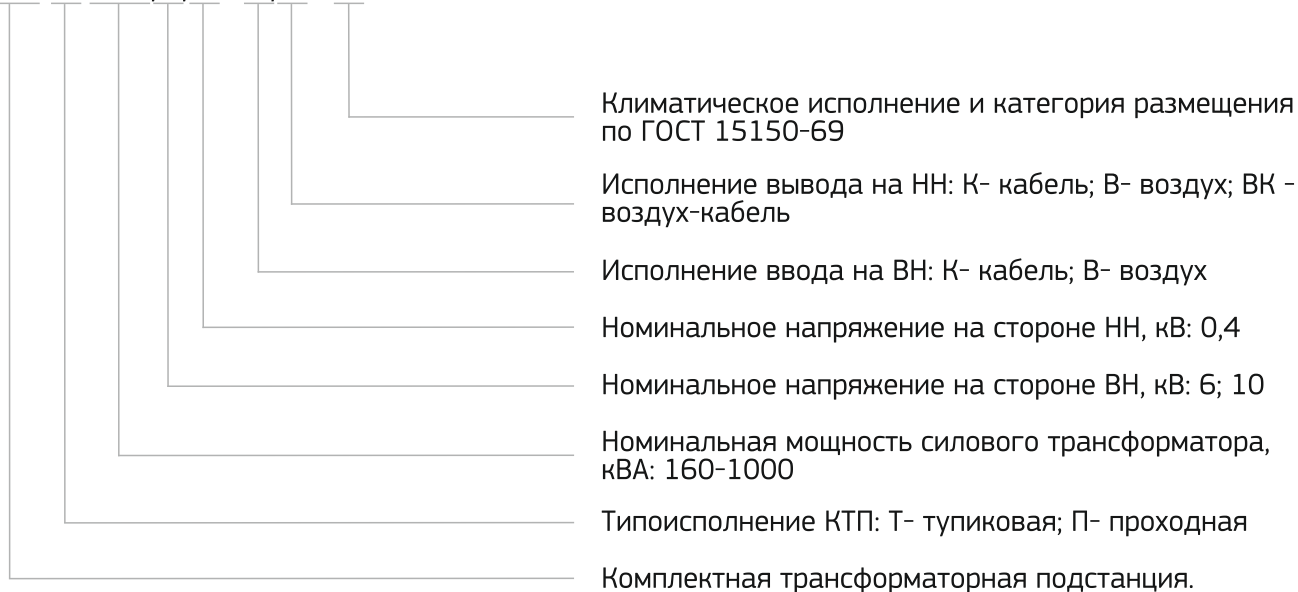 Климатическое исполнение и категория размещения
по ГОСТ 15150-69
Исполнение вывода на НН: К- кабель; В- воздух; ВК -
воздух-кабель
Исполнение ввода на ВН: К- кабель; В- воздух
Номинальное напряжение на стороне НН, кВ: 0,4
Номинальное напряжение на стороне ВН, кВ: 6; 10
Номинальная мощность силового трансформатора,
кВА: 160-1000
Типоисполнение КТП: Т- тупиковая; П- проходная
Комплектная трансформаторная подстанция.